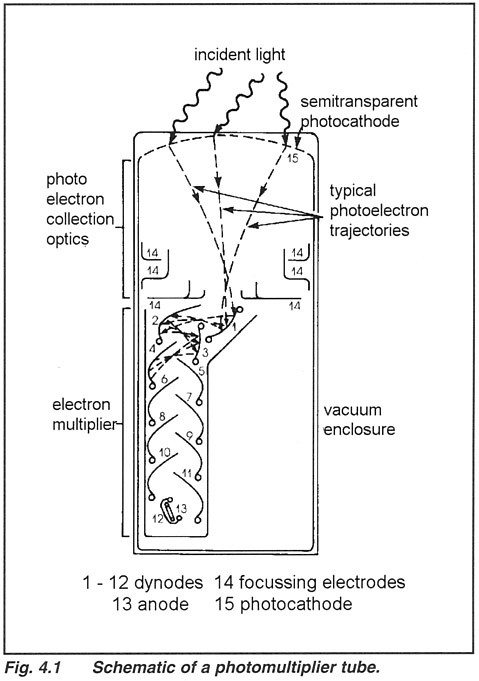 incident light
semitransparent
photocathode
15
photo
electron
collection
optics
typical
photoelectron
trajectories
14
14
14
14
14
14
2
1
4
3
5
6
7
electron
multiplier
8
9
vacuum
enclosure
10
11
13
12
1 - 12 dynodes 14 focussing electrodes
13 anode 15 photocathode
Fig. 4.1 Schematic of a photomultiplier tube.